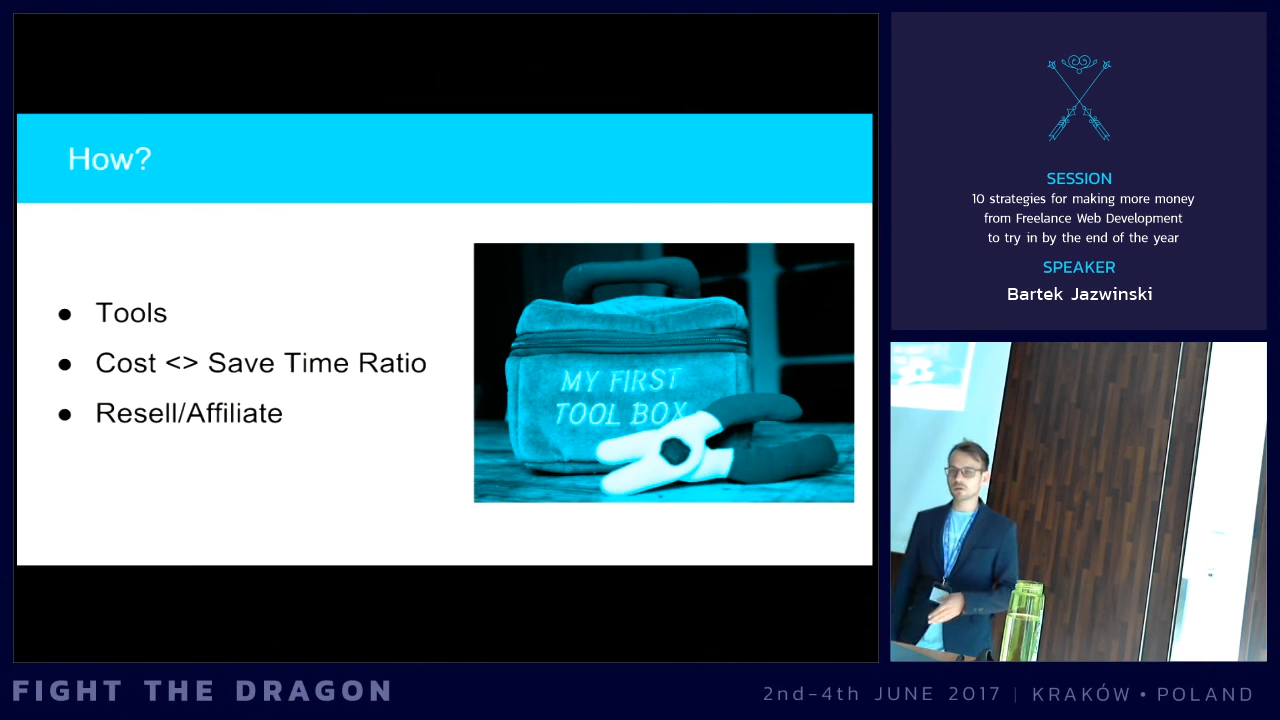 How?
● Tools
● Cost <> Save Time Ratio
● Resell/Affiliate
MY FIRST
TOOL BOX
SESSION
10 strategies for making more money
from Freelance Web Development
to try in by the end of the year
SPEAKER
Bartek Jazwinski
FIGHT THE DRAGON
2nd-4th JUNE 2017 | KRAKÓW • POLAND